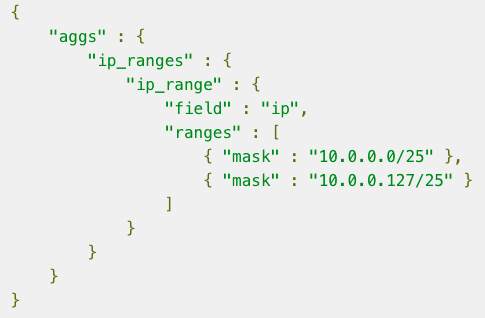 {
    "aggs" : {
        "ip_ranges" : {
            "ip_range" : {
                "field" : "ip",
                "ranges" : [
                    { "mask" : "10.0.0.0/25" },
                    { "mask" : "10.0.0.127/25" }
                ]
            }
        }
    }
}